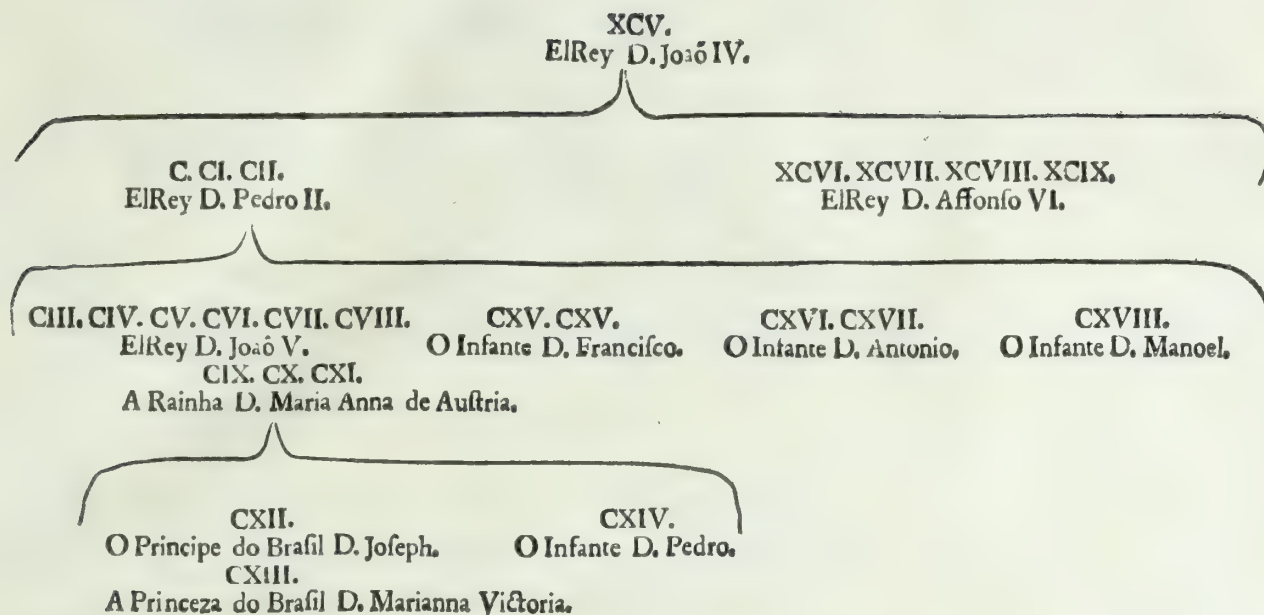 XCV.
ElRey D. Joaõ IV.
C. CI. CII.
ElRey D. Pedro II.
XCVI. XCVII. XCVIII. XCIX.
ElRey D. Affonſo VI.
CIII. CIV. CV. CVI. CVII. CVIII.
ElRey D. Joaô V.
CIX. CX. CXI.
A Rainha D. Maria Anna de Auſtria.
CXV. CXV.
O Infante D. Franciſco.
CXVI. CXVII.
O Infante D. Antonio.
CXVIII.
O Infante D. Manoel.
CXII.
O Principe do Braſil D. Joſeph.
CXIII.
A Princeza do Braſil D. Marianna Victoria.
CXIV.
O Infante D. Pedro.